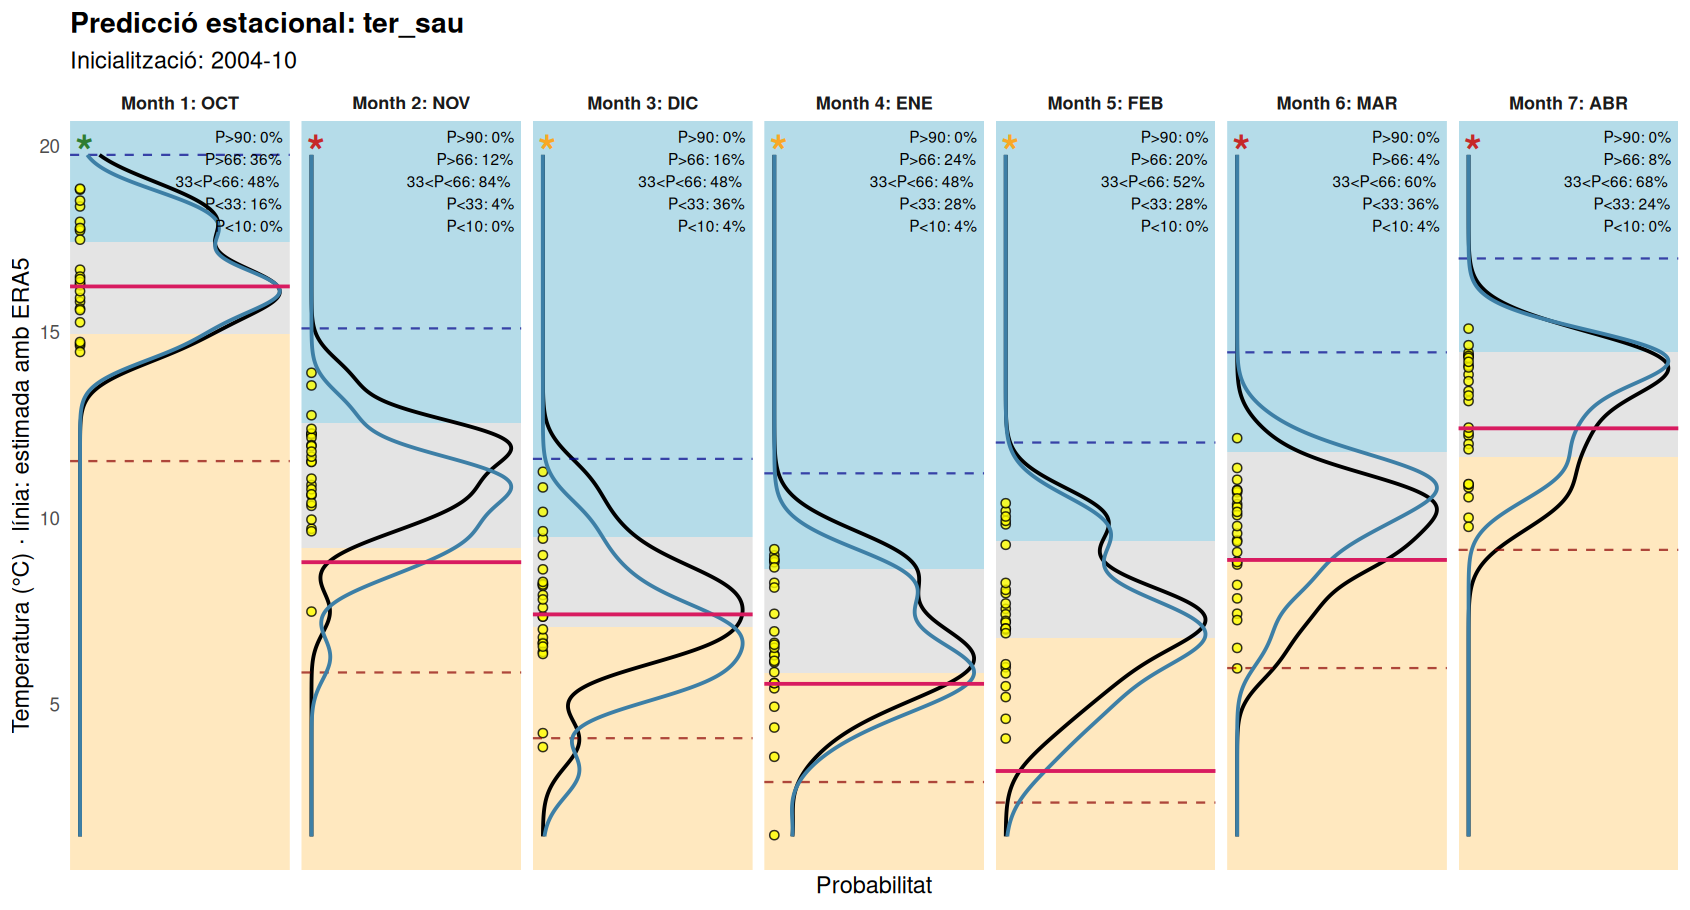 Predicció estacional: ter_sau
Inicialització: 2004-10
Month 1: OCT
Month 2: NOV
Month 3: DIC
Month 4: ENE
Month 5: FEB
Month 6: MAR
Month 7: ABR
P>90: 0%
P>66: 36%
33<P<66: 48%
P<33: 16%
P<10: 0%
P>90: 0%
P>66: 12%
33<P<66: 84%
P<33: 4%
P<10: 0%
P>90: 0%
P>66: 16%
33<P<66: 48%
P<33: 36%
P<10: 4%
P>90: 0%
P>66: 24%
33<P<66: 48%
P<33: 28%
P<10: 4%
P>90: 0%
P>66: 20%
33<P<66: 52%
P<33: 28%
P<10: 0%
P>90: 0%
P>66: 4%
33<P<66: 60%
P<33: 36%
P<10: 4%
P>90: 0%
P>66: 8%
33<P<66: 68%
P<33: 24%
P<10: 0%
20
15
10
5
Temperatura (°C) · línia: estimada amb ERA5
Probabilitat